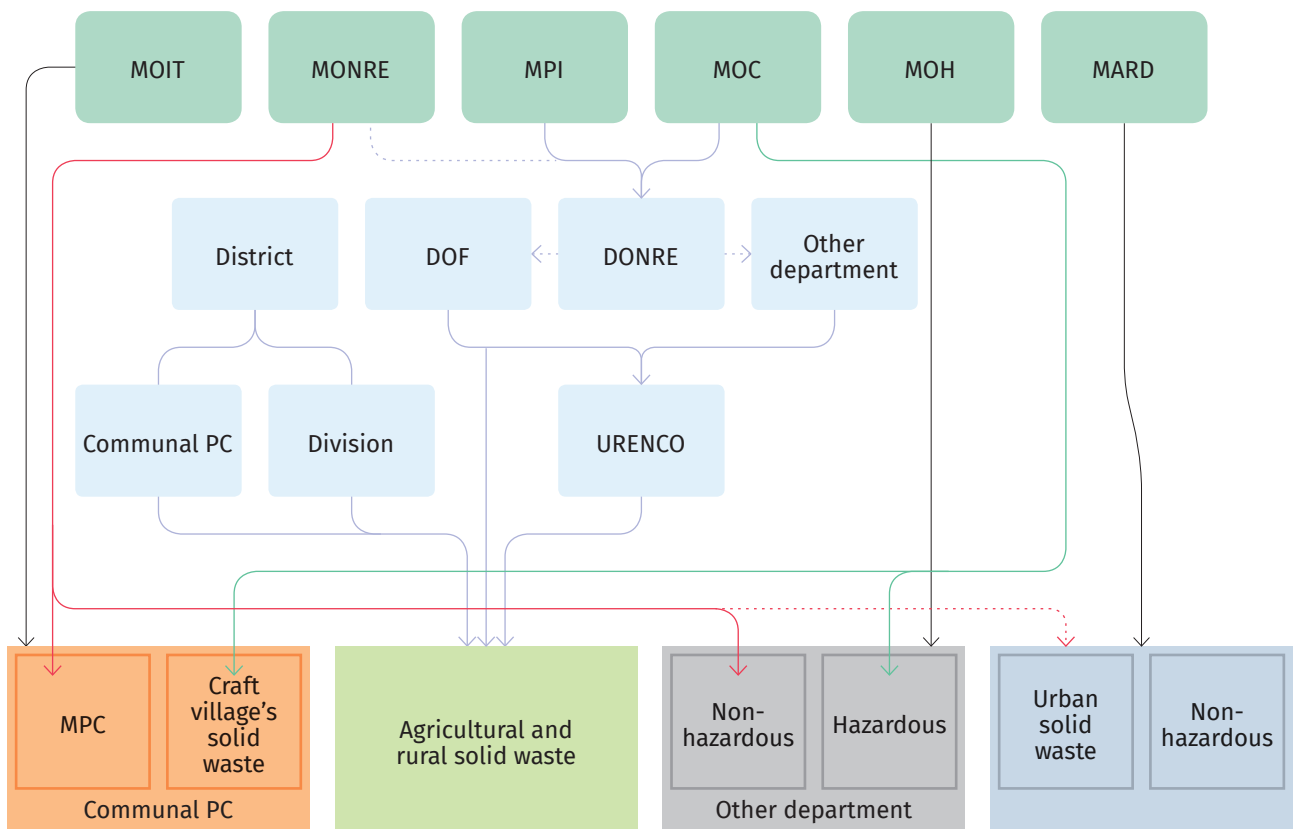 MOIT
MONRE
MPI
MOC
MOH
MARD
District
DOF
DONRE
Other
department
Communal PC
Division
URENCO
MPC
Craft
village's
solid
waste
Communal PC
Agricultural and
rural solid waste
Non-
hazardous
Hazardous
Other department
Urban
solid
waste
Non-
hazardous